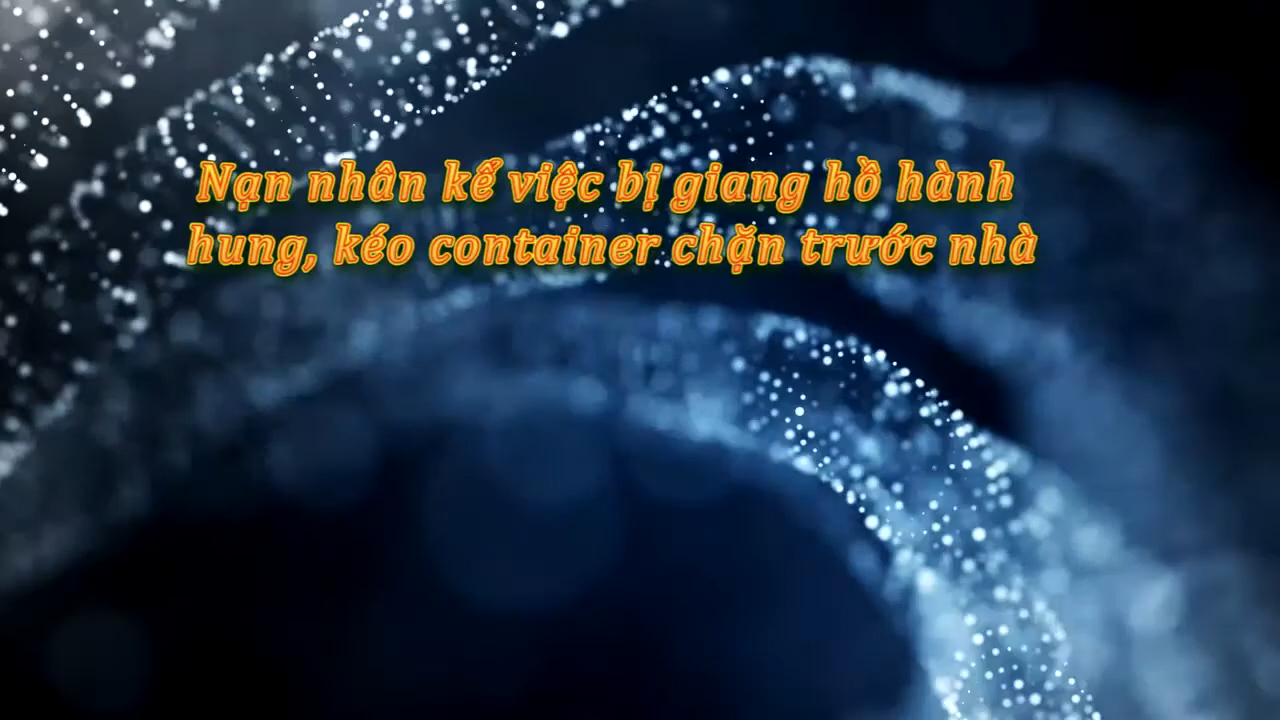 Nạn nhân kể việc bị giang hồ hành
hung, kéo container chặn trước nhà